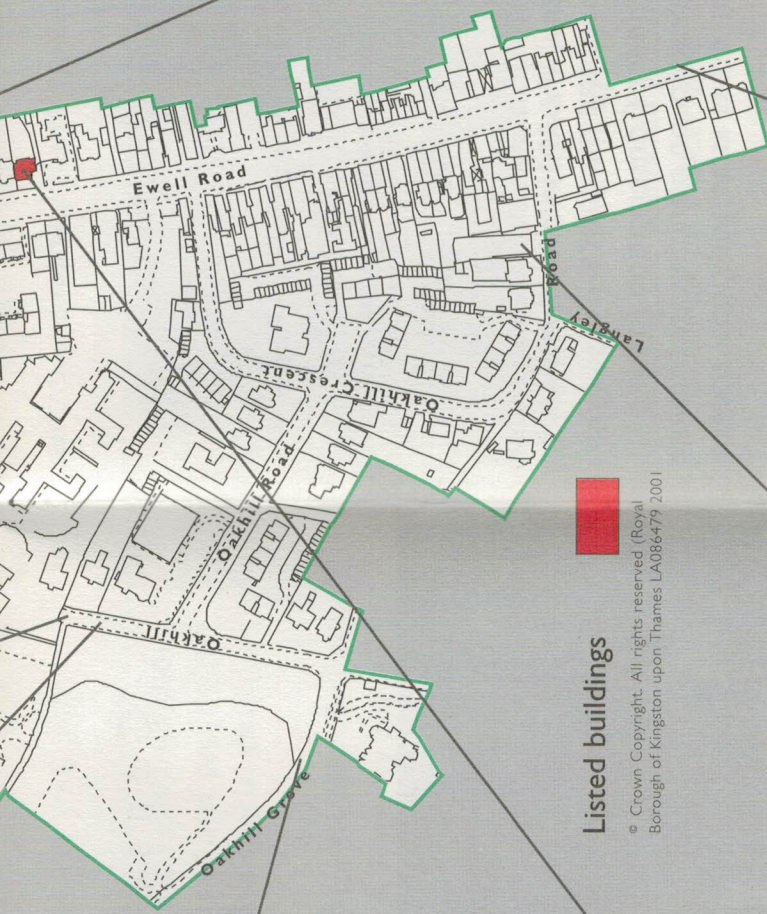 Ewell Road
Road
Langley
Oakhill Crescent
Oakhill Road
Oakhill
Oakhill Grove
Listed buildings
© Crown Copyright. All rights reserved (Royal
Borough of Kingston upon Thames LA086479 2001